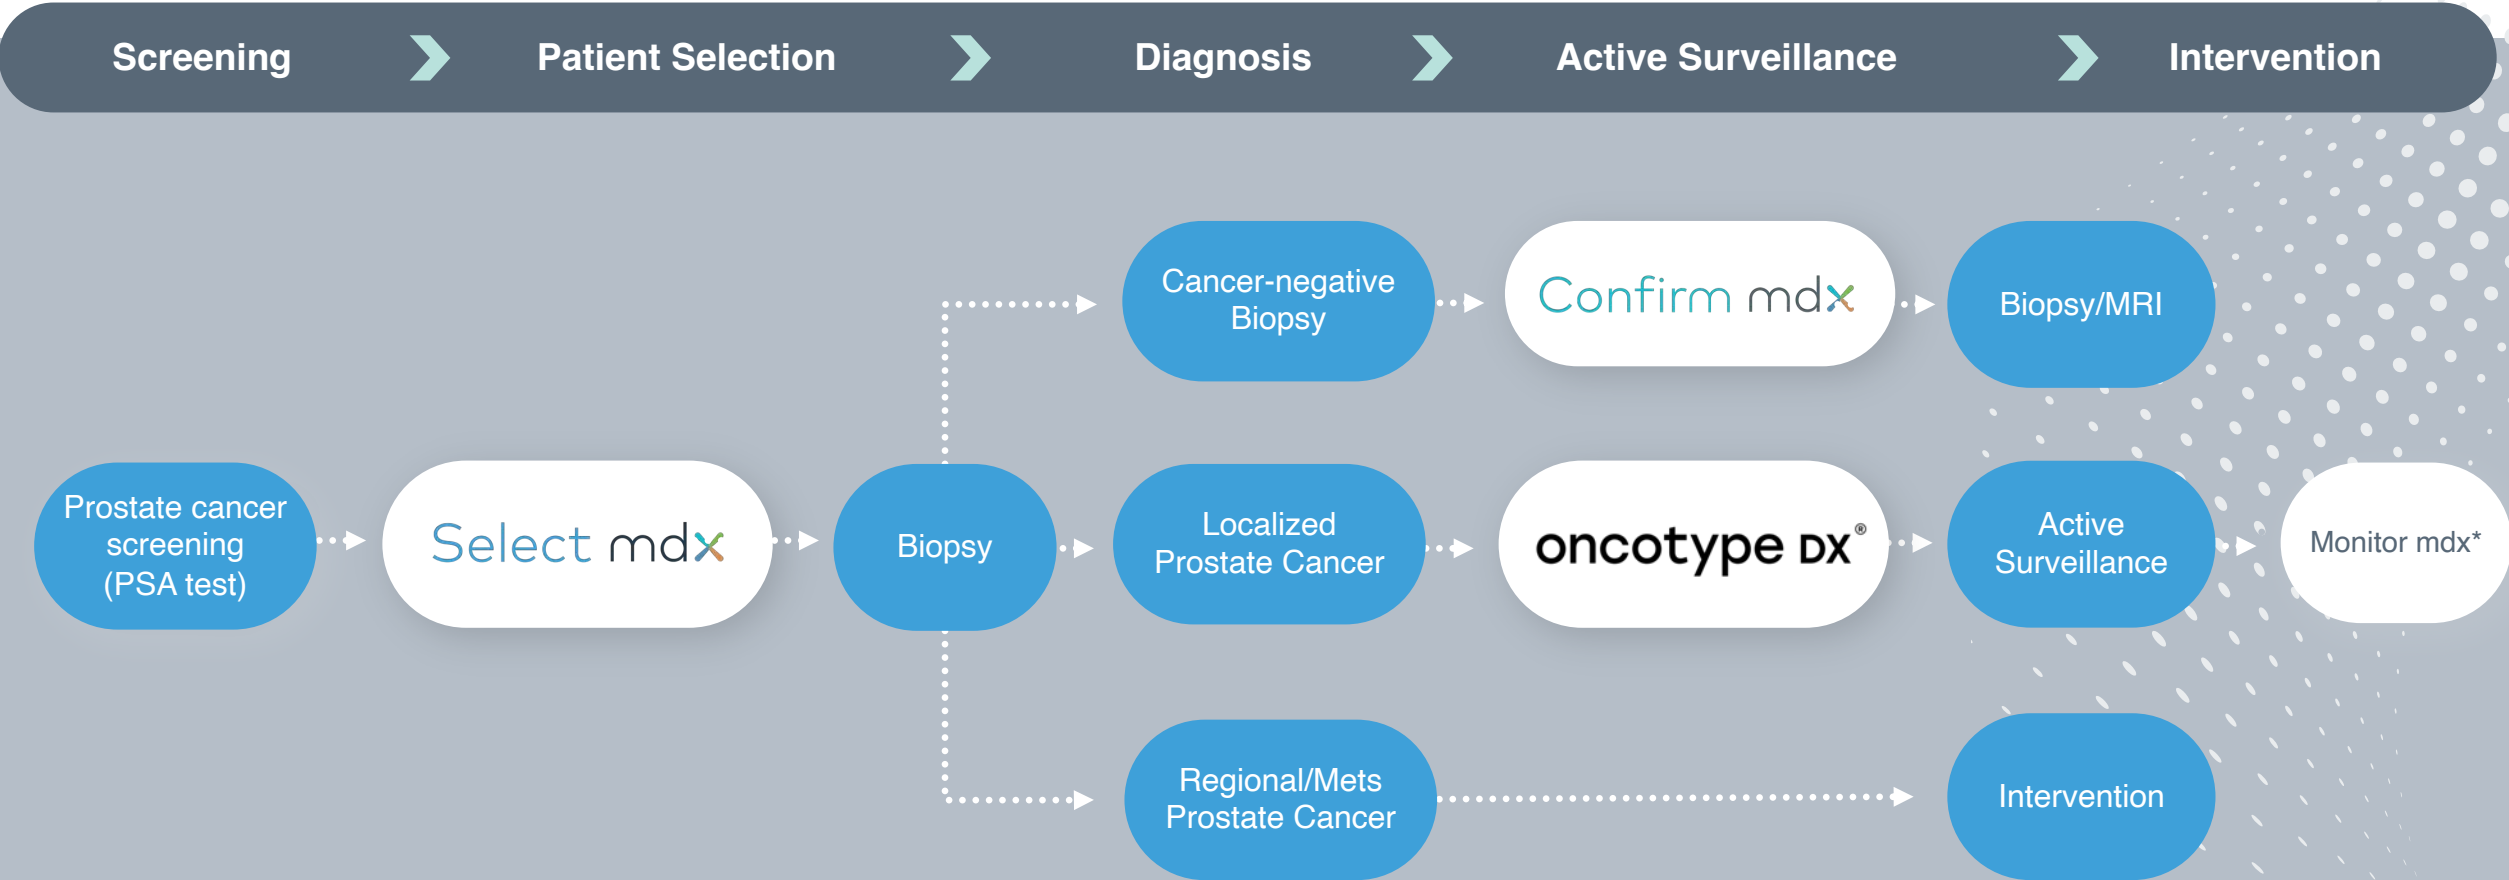 Screening
Patient Selection
Diagnosis
Active Surveillance
Intervention
Prostate cancer
screening
(PSA test)
Select mdx
Biopsy
Cancer-negative
Biopsy
Confirm mdx
Biopsy/MRI
Localized
Prostate Cancer
oncotype DX®
Active
Surveillance
Monitor mdx*
Regional/Mets
Prostate Cancer
Intervention